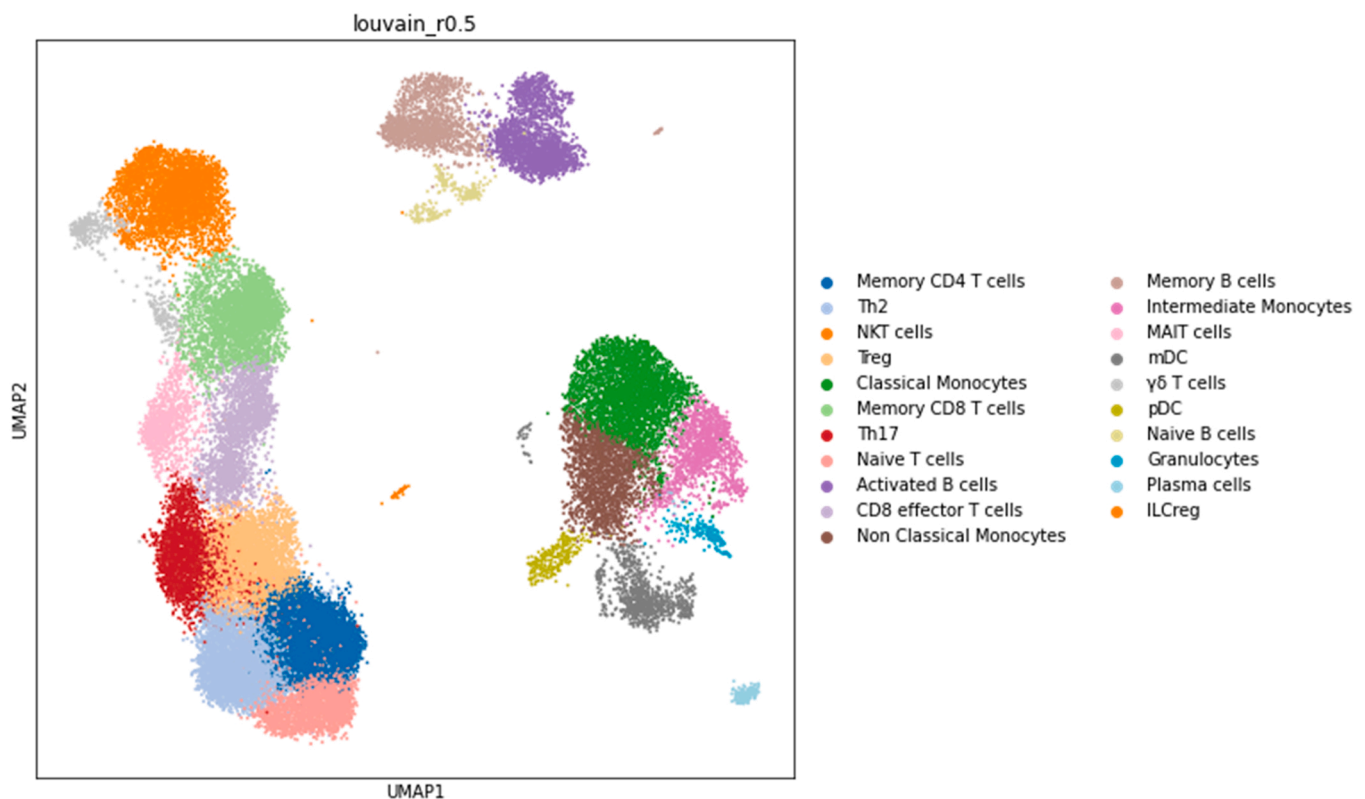 louvain_r0.5
UMAP2
UMAP1
Memory CD4 T cells
Th2
NKT cells
Treg
Classical Monocytes
Memory CD8 T cells
Th17
Naive T cells
Activated B cells
CD8 effector T cells
Non Classical Monocytes
Memory B cells
Intermediate Monocytes
MAIT cells
mDC
γδ T cells
pDC
Naive B cells
Granulocytes
Plasma cells
ILCreg